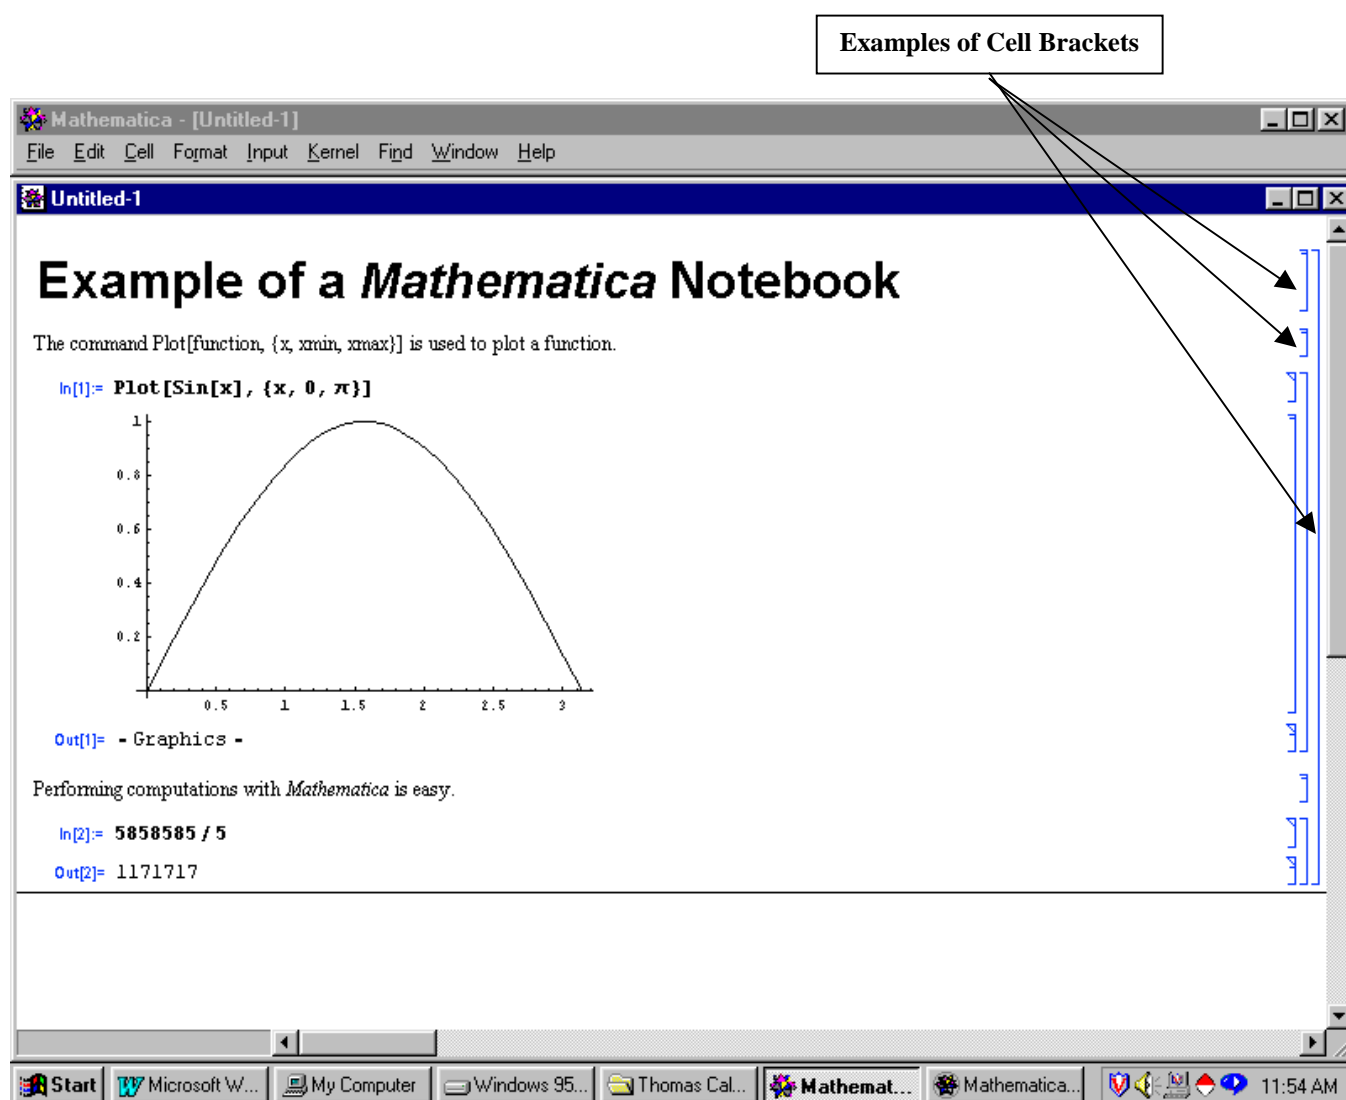 Examples of Cell Brackets
Mathematica - [Untitled-1]
File Edit Cell Format Input Kernel Find Window Help
Untitled-1
Example of a Mathematica Notebook
The command Plot[function, {x, xmin, xmax}] is used to plot a function.
In[1]:= Plot[Sin[x], {x, 0, π}]
1
0.8
0.6
0.4
0.2
0.5 1 1.5 2 2.5 3
Out[1]= - Graphics -
Performing computations with Mathematica is easy.
In[2]:= 5858585 / 5
Out[2]= 1171717
Start Microsoft W... My Computer Windows 95... Thomas Cal... Mathemat... Mathematica... 11:54 AM